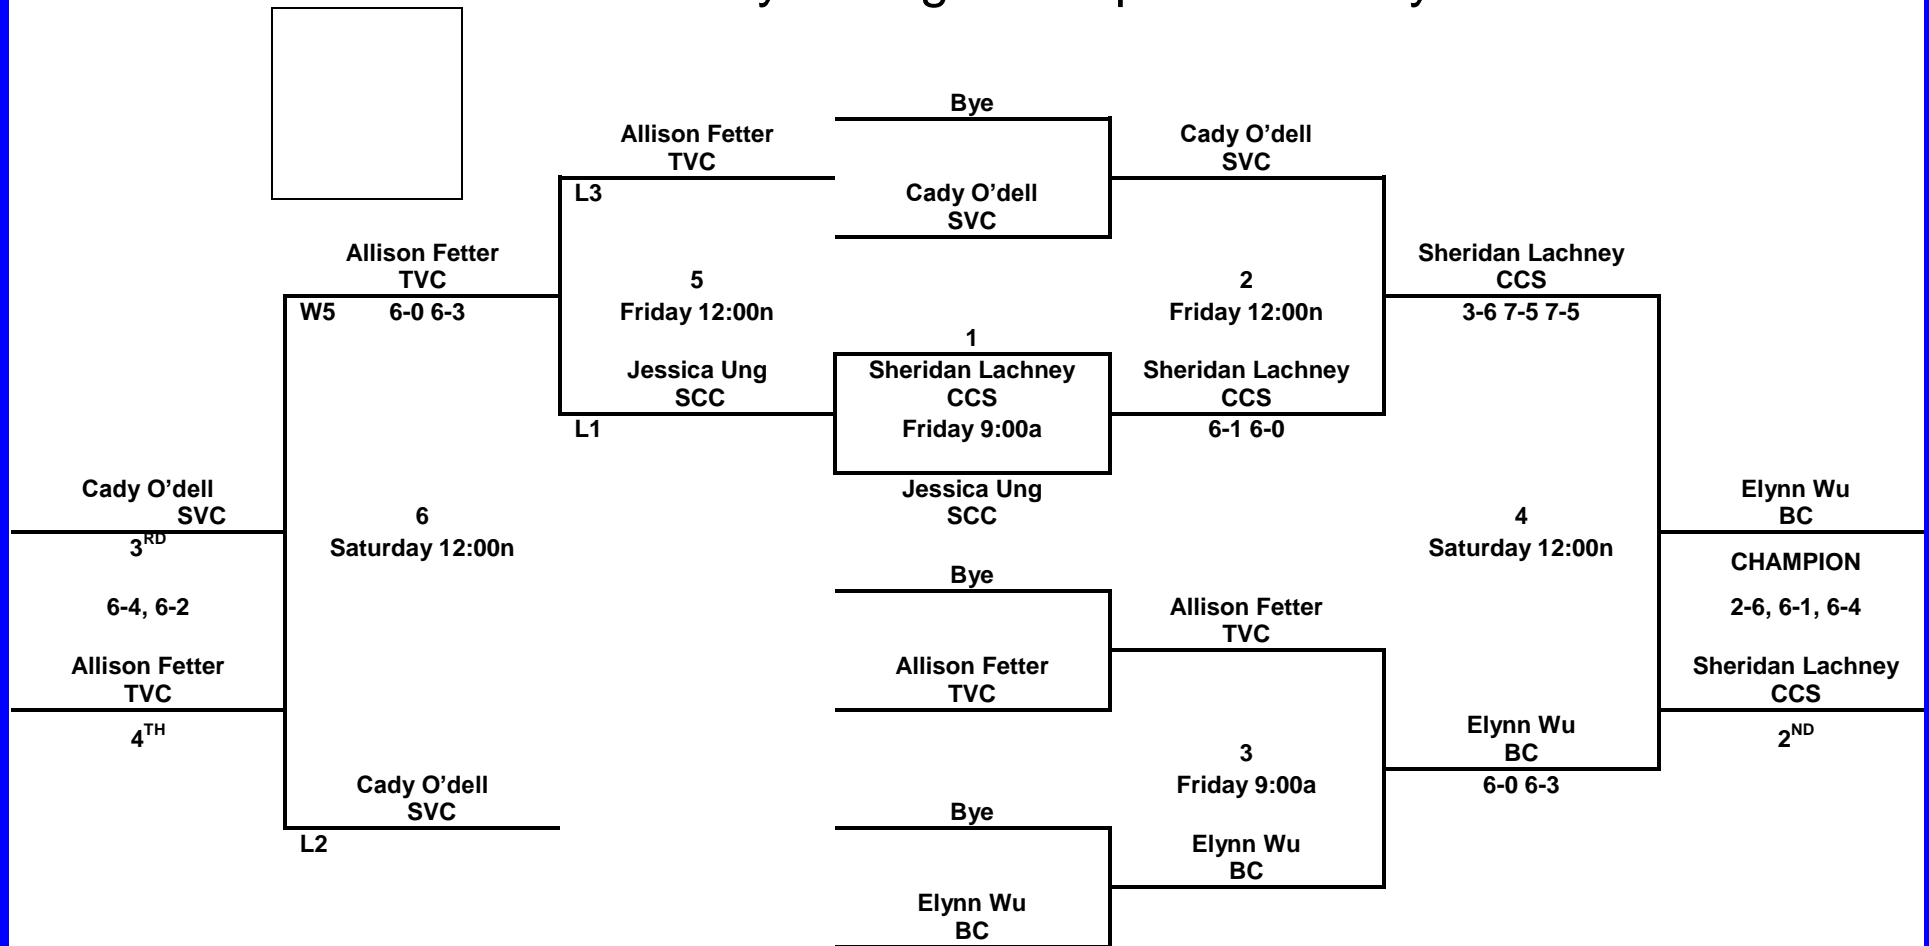 Bye
Allison Fetter
TVC
Cady O’dell
SVC
L3
Cady O’dell
SVC
Allison Fetter
TVC
5
2
Sheridan Lachney
CCS
W5 6-0 6-3
Friday 12:00n
Friday 12:00n
3-6 7-5 7-5
1
Jessica Ung
SCC
Sheridan Lachney
CCS
Sheridan Lachney
CCS
L1
Friday 9:00a
6-1 6-0
Cady O’dell
SVC
Jessica Ung
SCC
Elynn Wu
BC
6
4
3RD
Saturday 12:00n
Saturday 12:00n
CHAMPION
Bye
6-4, 6-2
Allison Fetter
TVC
2-6, 6-1, 6-4
Allison Fetter
TVC
Allison Fetter
TVC
Sheridan Lachney
CCS
4TH
3
Elynn Wu
BC
2ND
Cady O’dell
SVC
Friday 9:00a
6-0 6-3
Bye
L2
Elynn Wu
BC
Elynn Wu
BC